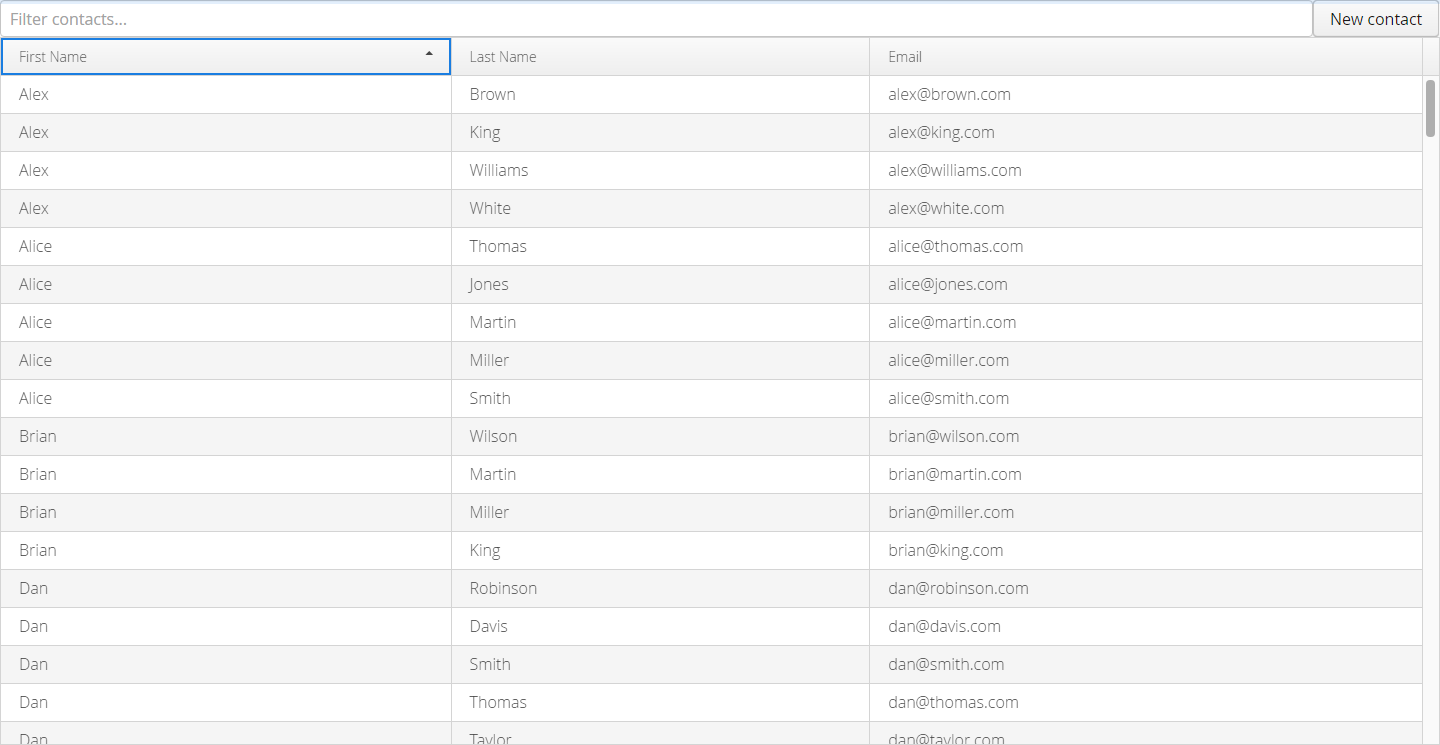 Filter contacts... New contact
First Name Last Name Email
Alex Brown alex@brown.com
Alex King alex@king.com
Alex Williams alex@williams.com
Alex White alex@white.com
Alice Thomas alice@thomas.com
Alice Jones alice@jones.com
Alice Martin alice@martin.com
Alice Miller alice@miller.com
Alice Smith alice@smith.com
Brian Wilson brian@wilson.com
Brian Martin brian@martin.com
Brian Miller brian@miller.com
Brian King brian@king.com
Dan Robinson dan@robinson.com
Dan Davis dan@davis.com
Dan Smith dan@smith.com
Dan Thomas dan@thomas.com
Dan Taylor dan@taylor.com